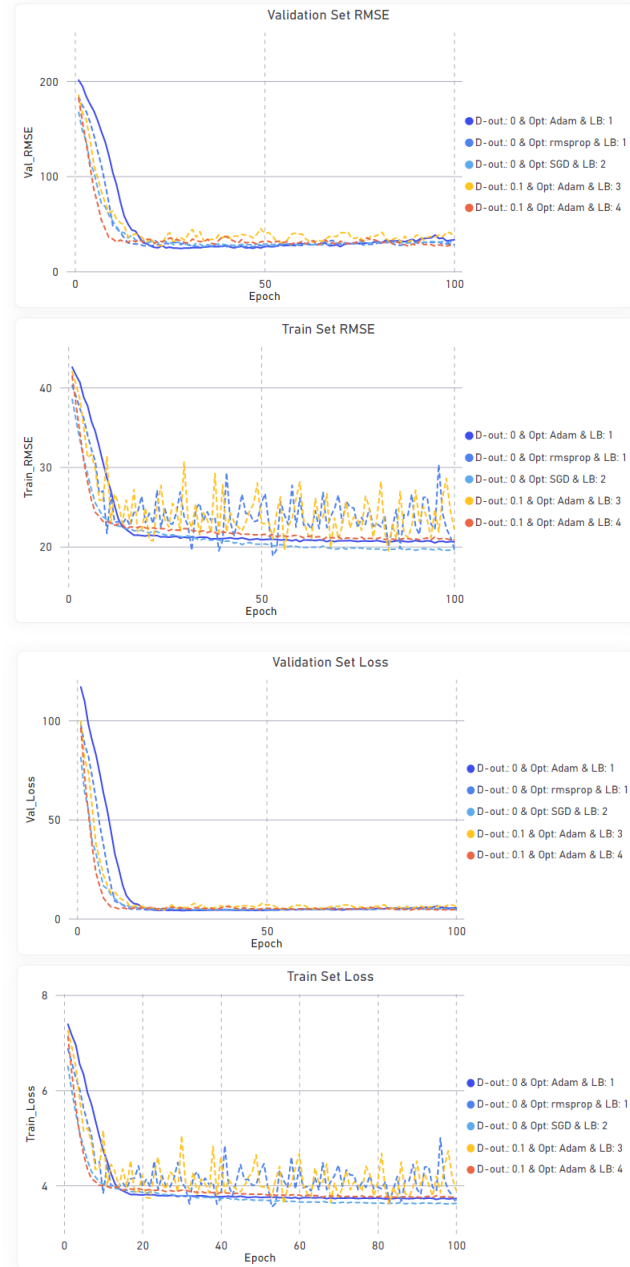 Validation Set RMSE
200
100
0
Val_RMSE
0
50
100
Epoch
D-out.: 0 & Opt: Adam & LB: 1
D-out.: 0 & Opt: rmsprop & LB: 1
D-out.: 0 & Opt: SGD & LB: 2
D-out.: 0.1 & Opt: Adam & LB: 3
D-out.: 0.1 & Opt: Adam & LB: 4
Train Set RMSE
40
30
20
Train_RMSE
0
50
100
Epoch
D-out.: 0 & Opt: Adam & LB: 1
D-out.: 0 & Opt: rmsprop & LB: 1
D-out.: 0 & Opt: SGD & LB: 2
D-out.: 0.1 & Opt: Adam & LB: 3
D-out.: 0.1 & Opt: Adam & LB: 4
Validation Set Loss
100
50
0
Val_Loss
0
50
100
Epoch
D-out.: 0 & Opt: Adam & LB: 1
D-out.: 0 & Opt: rmsprop & LB: 1
D-out.: 0 & Opt: SGD & LB: 2
D-out.: 0.1 & Opt: Adam & LB: 3
D-out.: 0.1 & Opt: Adam & LB: 4
Train Set Loss
8
6
4
Train_Loss
0
20
40
60
80
100
Epoch
D-out.: 0 & Opt: Adam & LB: 1
D-out.: 0 & Opt: rmsprop & LB: 1
D-out.: 0 & Opt: SGD & LB: 2
D-out.: 0.1 & Opt: Adam & LB: 3
D-out.: 0.1 & Opt: Adam & LB: 4